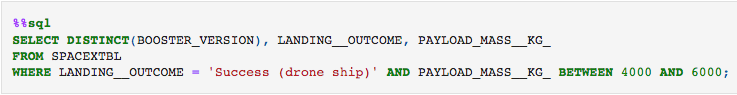 %%sql
SELECT DISTINCT(BOOSTER_VERSION), LANDING__OUTCOME, PAYLOAD_MASS__KG_
FROM SPACEXTBL
WHERE LANDING__OUTCOME = 'Success (drone ship)' AND PAYLOAD_MASS__KG_ BETWEEN 4000 AND 6000;